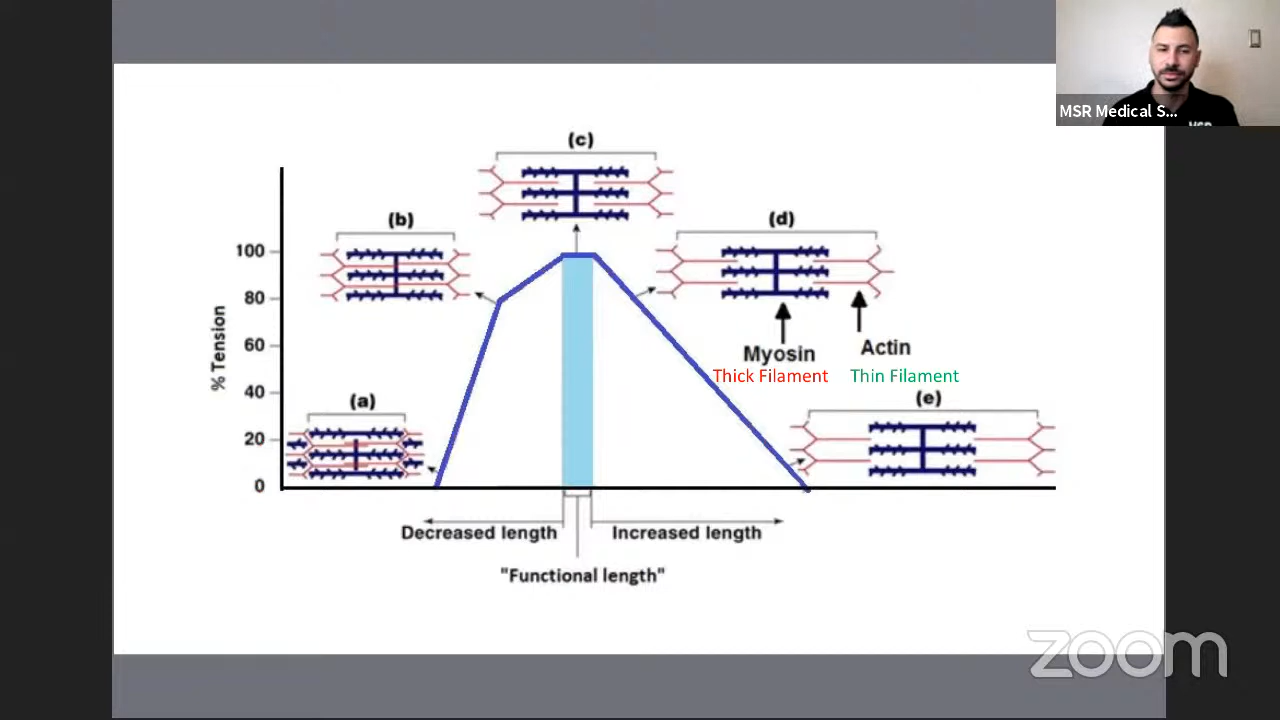 MSR Medical S...
(c)
(b)
(d)
100
80
60
40
20
0
% Tension
Myosin
Actin
Thick Filament
Thin Filament
(a)
(e)
Decreased length
Increased length
"Functional length"
zoom